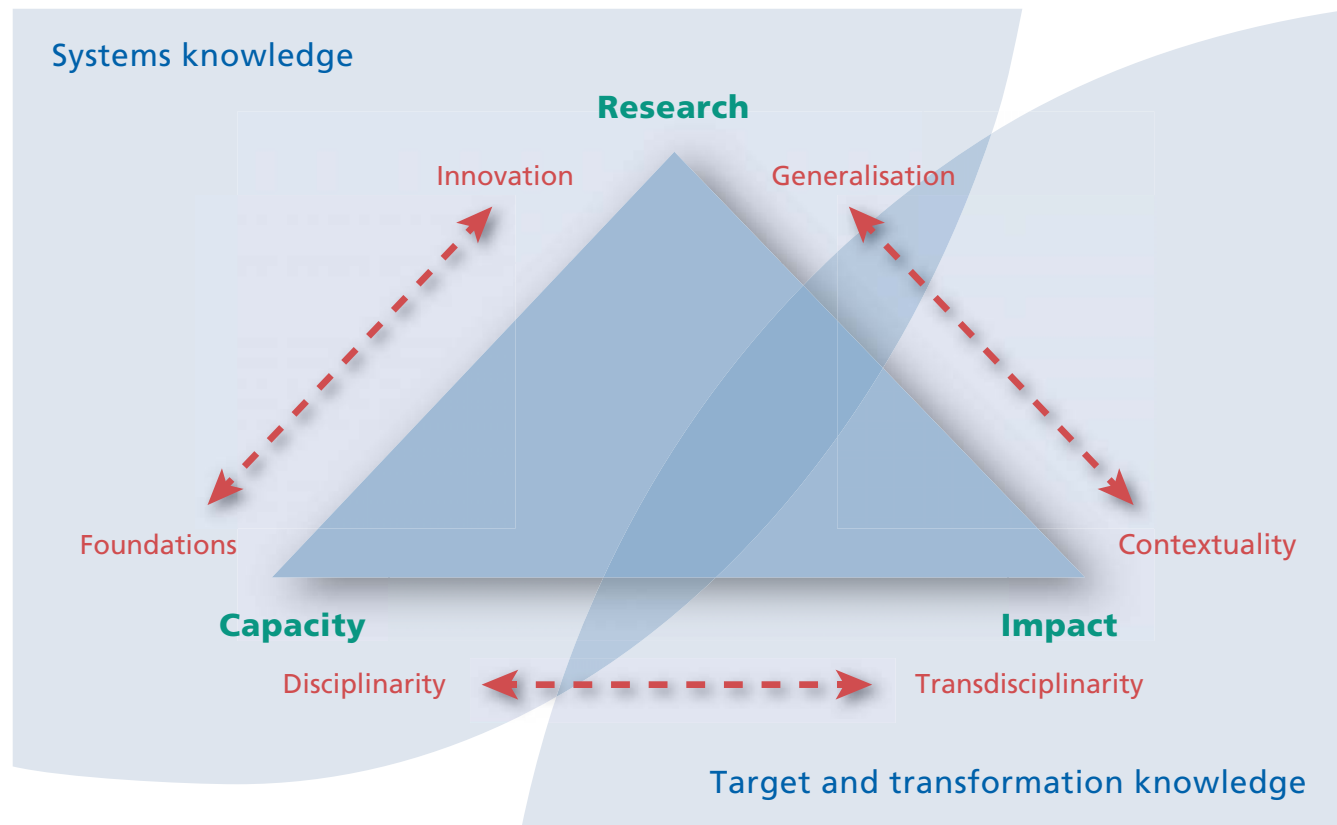 Systems knowledge
Research
Innovation
Generalisation
Foundations
Contextuality
Capacity
Impact
Disciplinarity
Transdisciplinarity
Target and transformation knowledge